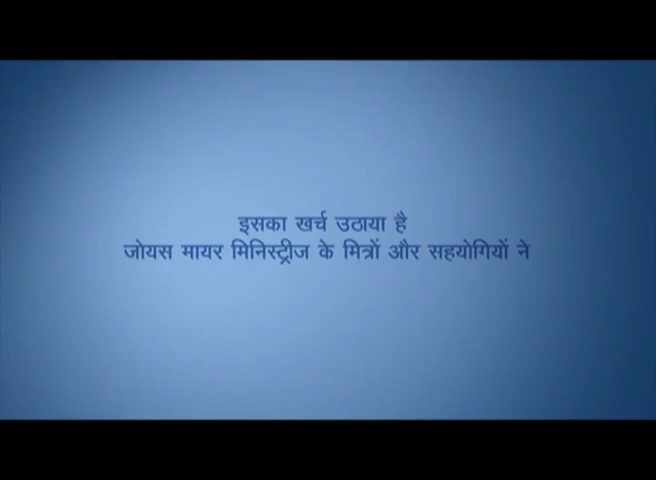 इसका खर्च उठाया है
जोयस मायर मिनिस्ट्रीज के मित्रों और सहयोगियों ने